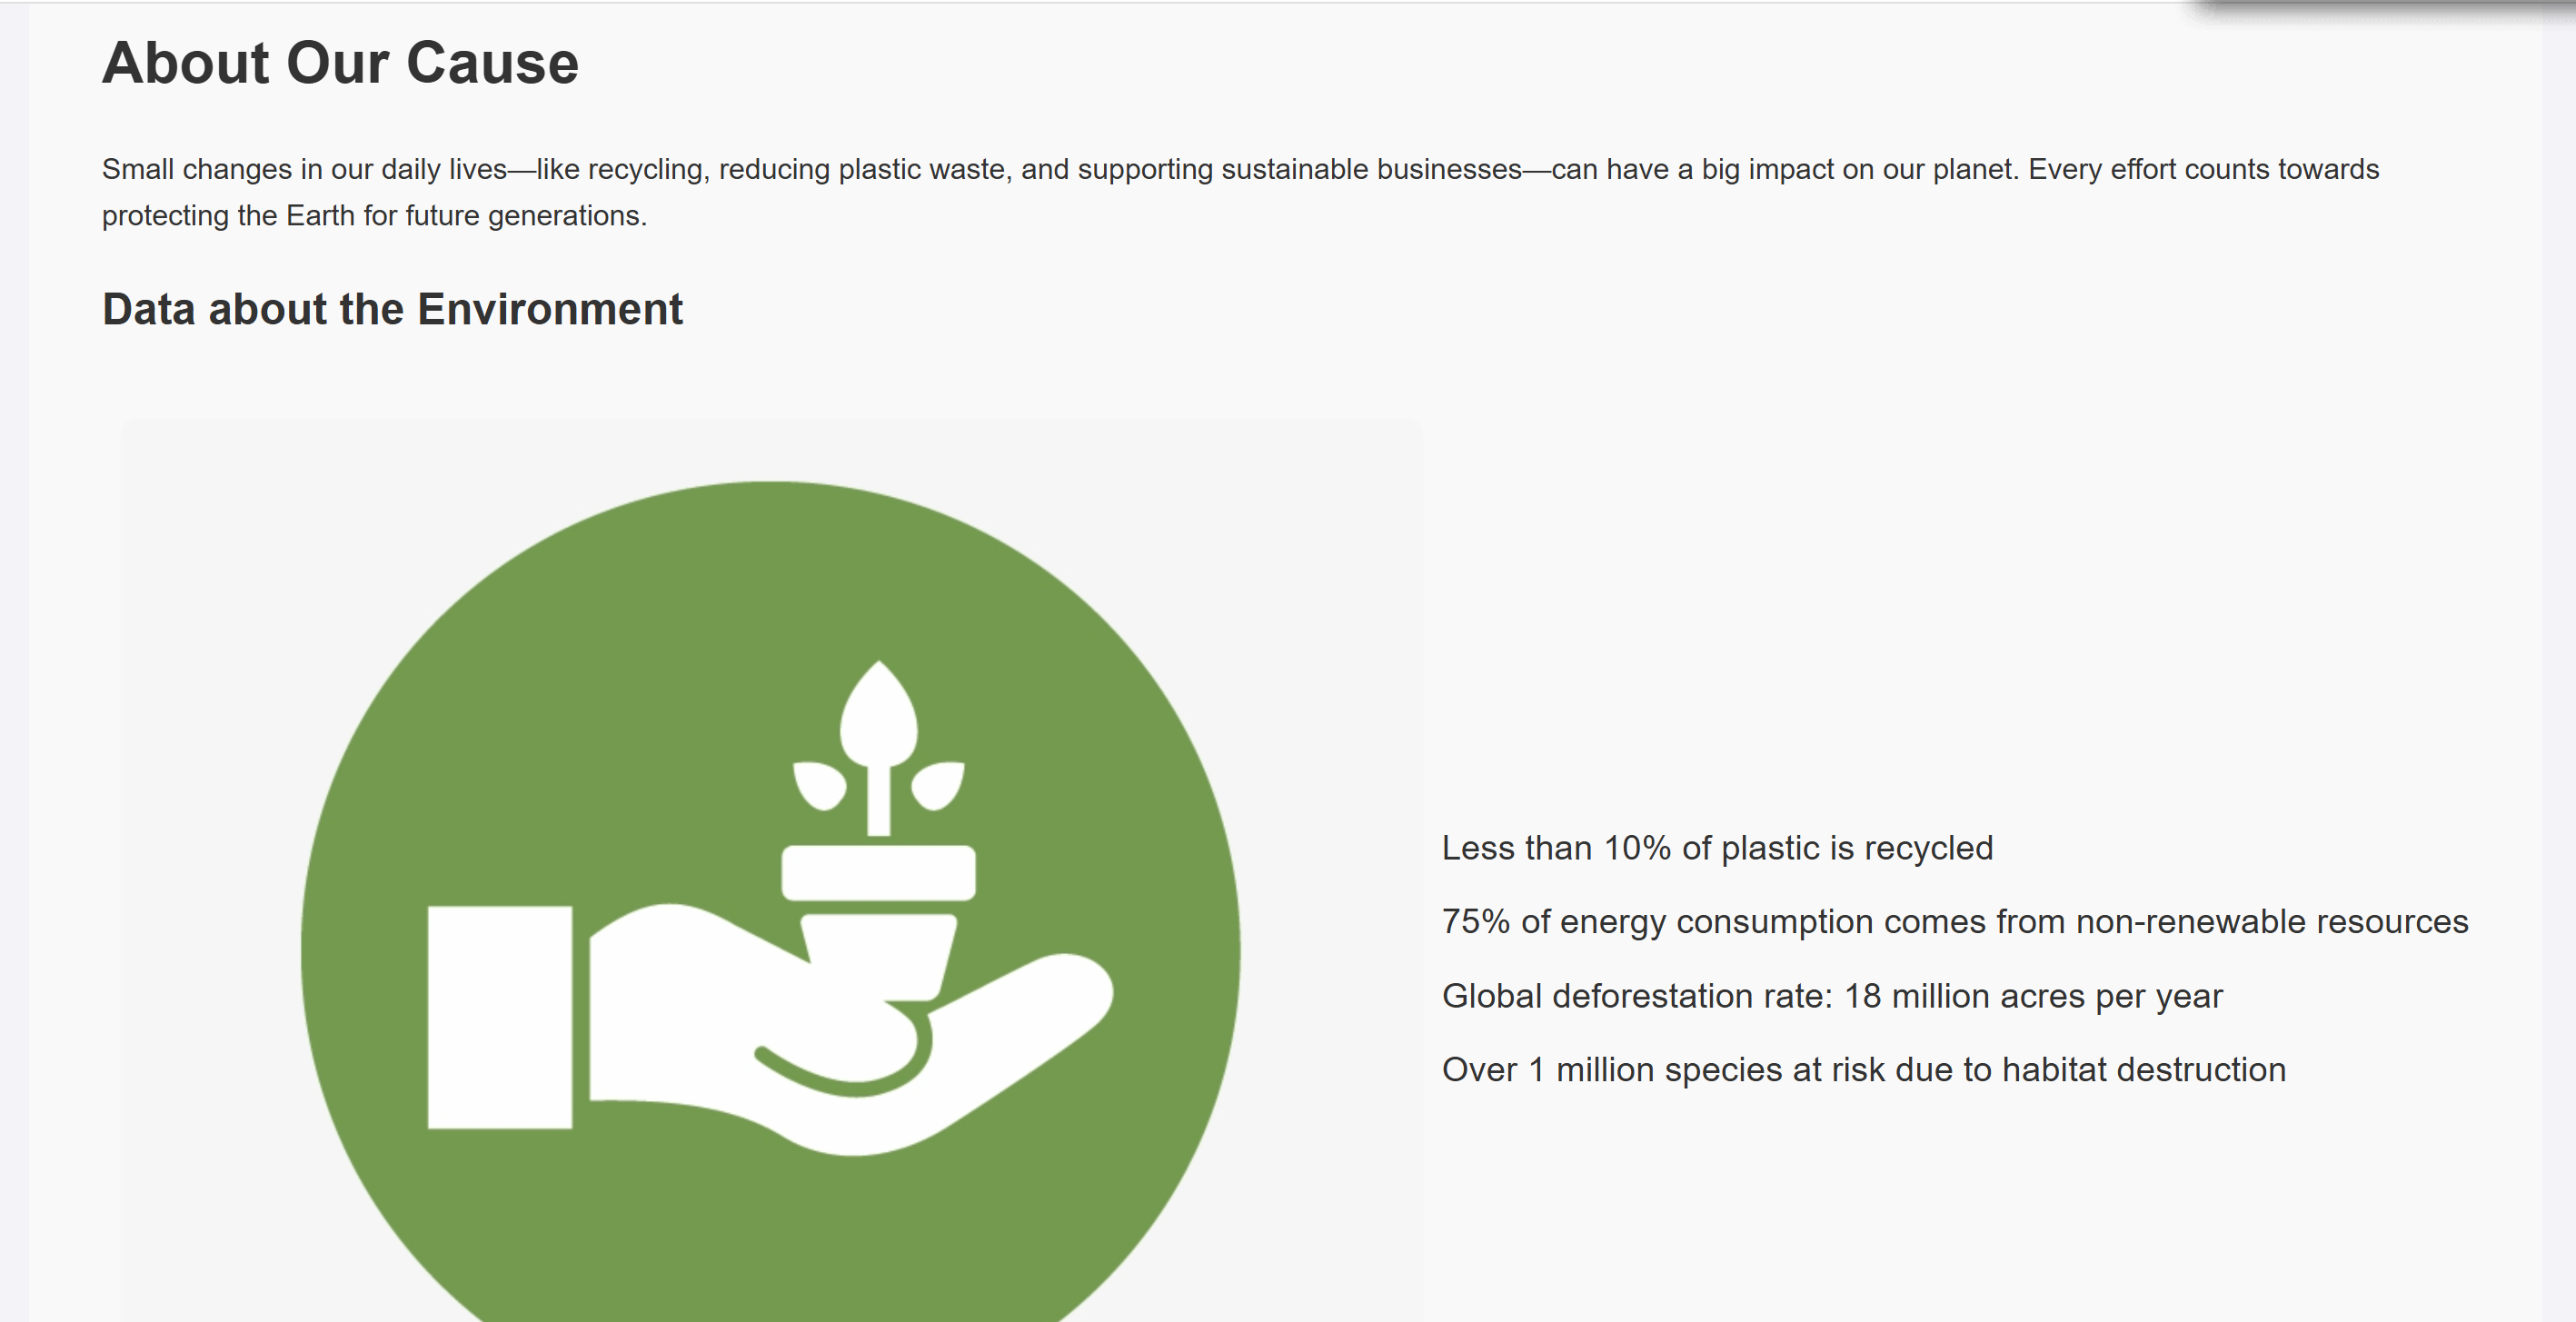 About Our Cause
Small changes in our daily lives—like recycling, reducing plastic waste, and supporting sustainable businesses—can have a big impact on our planet. Every effort counts towards
protecting the Earth for future generations.
Data about the Environment
Less than 10% of plastic is recycled
75% of energy consumption comes from non-renewable resources
Global deforestation rate: 18 million acres per year
Over 1 million species at risk due to habitat destruction